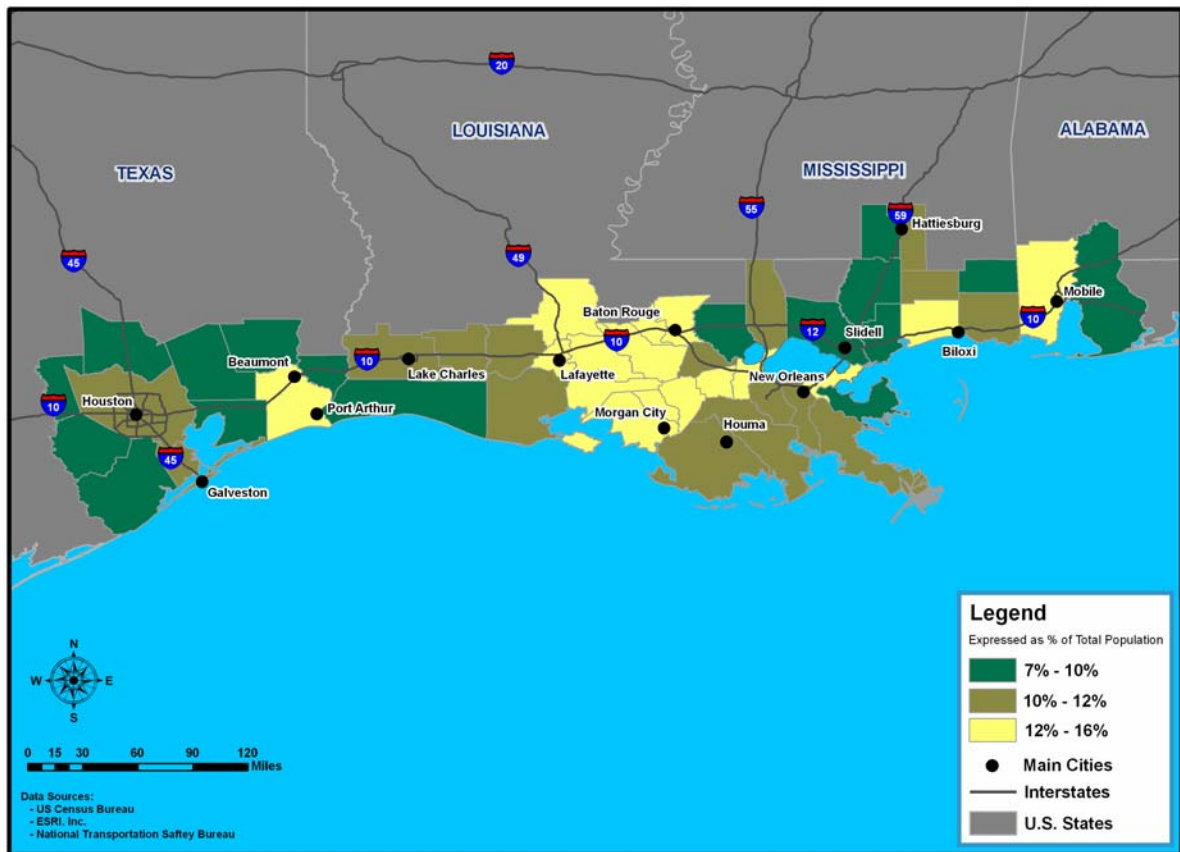 20
LOUISIANA
ALABAMA
TEXAS
MISSISSIPPI
55
59
Hattiesburg
45
49
Mobile
Baton Rouge
10
12
10
Slidell
Beaumont
10
Biloxi
Lake Charles
Lafayette
New Orleans
10
Houston
Port Arthur
Morgan City
Houma
45
Galveston
Legend
Expressed as % of Total Population
7% - 10%
10% - 12%
12% - 16%
Main Cities
Interstates
U.S. States
N
W E
S
0 15 30 60 90 120
Miles
Data Sources:
- US Census Bureau
- ESRI. Inc.
- National Transportation Saftey Bureau